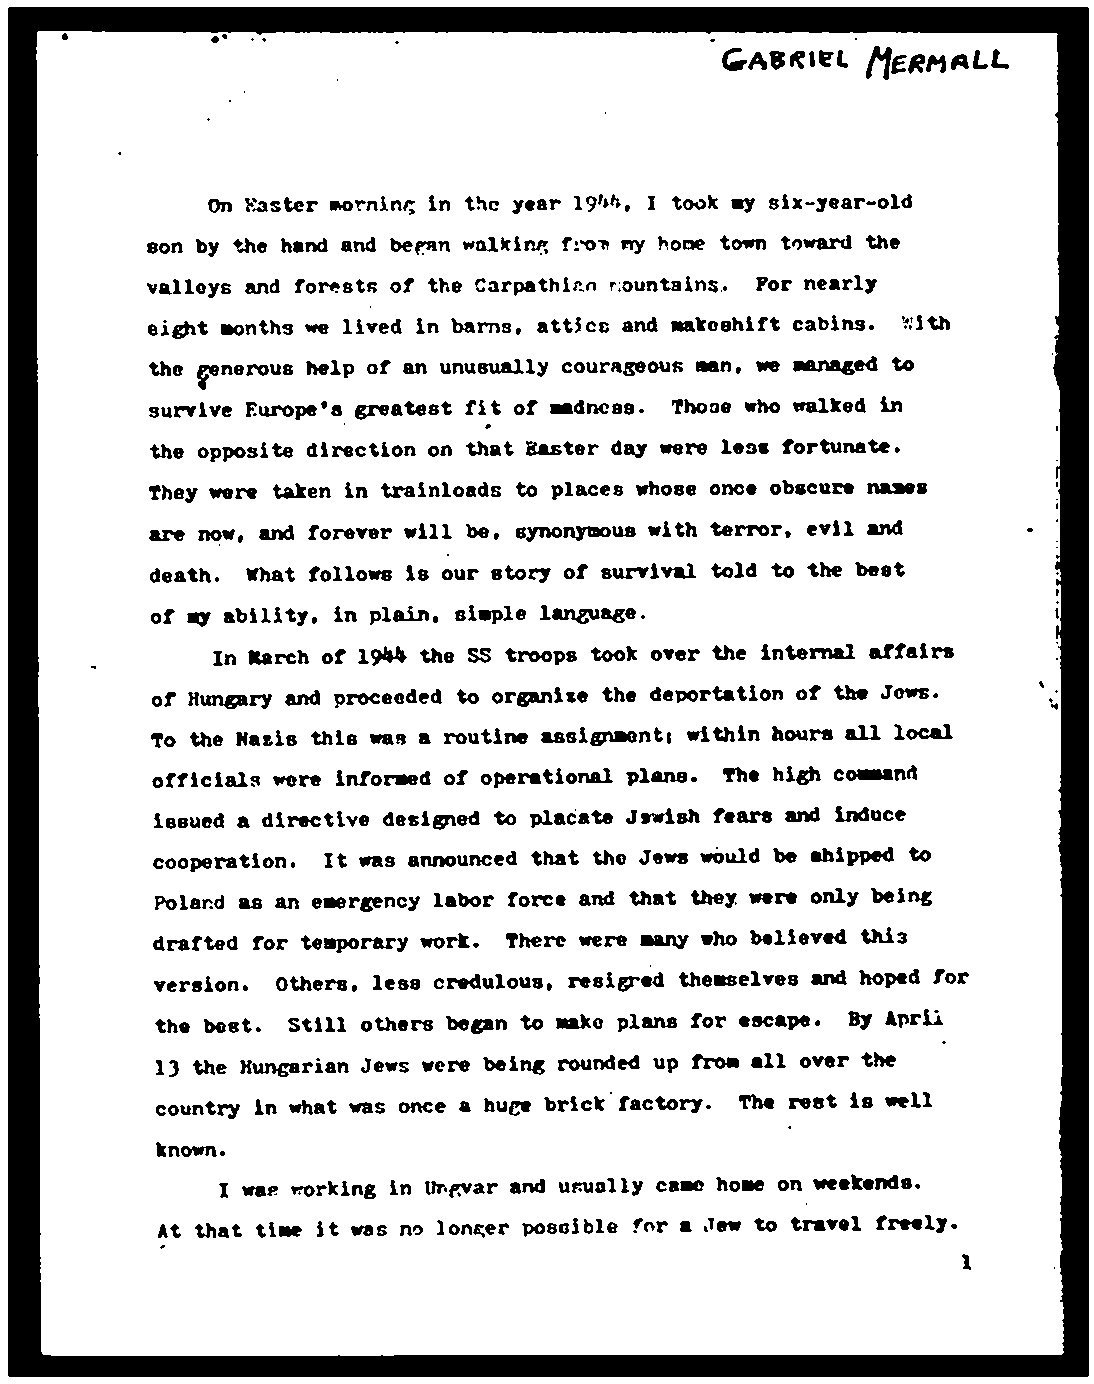 GABRIEL MERMALL
On Easter morning in the year 1944, I took my six-year-old
son by the hand and began walking from my home town toward the
valleys and forests of the Carpathian mountains. For nearly
eight months we lived in barns, attics and makeshift cabins. With
the generous help of an unusually courageous man, we managed to
survive Europe's greatest fit of madness. Those who walked in
the opposite direction on that Easter day were less fortunate.
They were taken in trainloads to places whose once obscure names
are now, and forever will be, synonymous with terror, evil and
death. What follows is our story of survival told to the best
of my ability, in plain, simple language.
In March of 1944 the SS troops took over the internal affairs
of Hungary and proceeded to organize the deportation of the Jews.
To the Nazis this was a routine assignment; within hours all local
officials were informed of operational plans. The high command
issued a directive designed to placate Jewish fears and induce
cooperation. It was announced that the Jews would be shipped to
Poland as an emergency labor force and that they were only being
drafted for temporary work. There were many who believed this
version. Others, less credulous, resigned themselves and hoped for
the best. Still others began to make plans for escape. By April
13 the Hungarian Jews were being rounded up from all over the
country in what was once a huge brick factory. The rest is well
known.
I was working in Ungvar and usually came home on weekends.
At that time it was no longer possible for a Jew to travel freely.
1